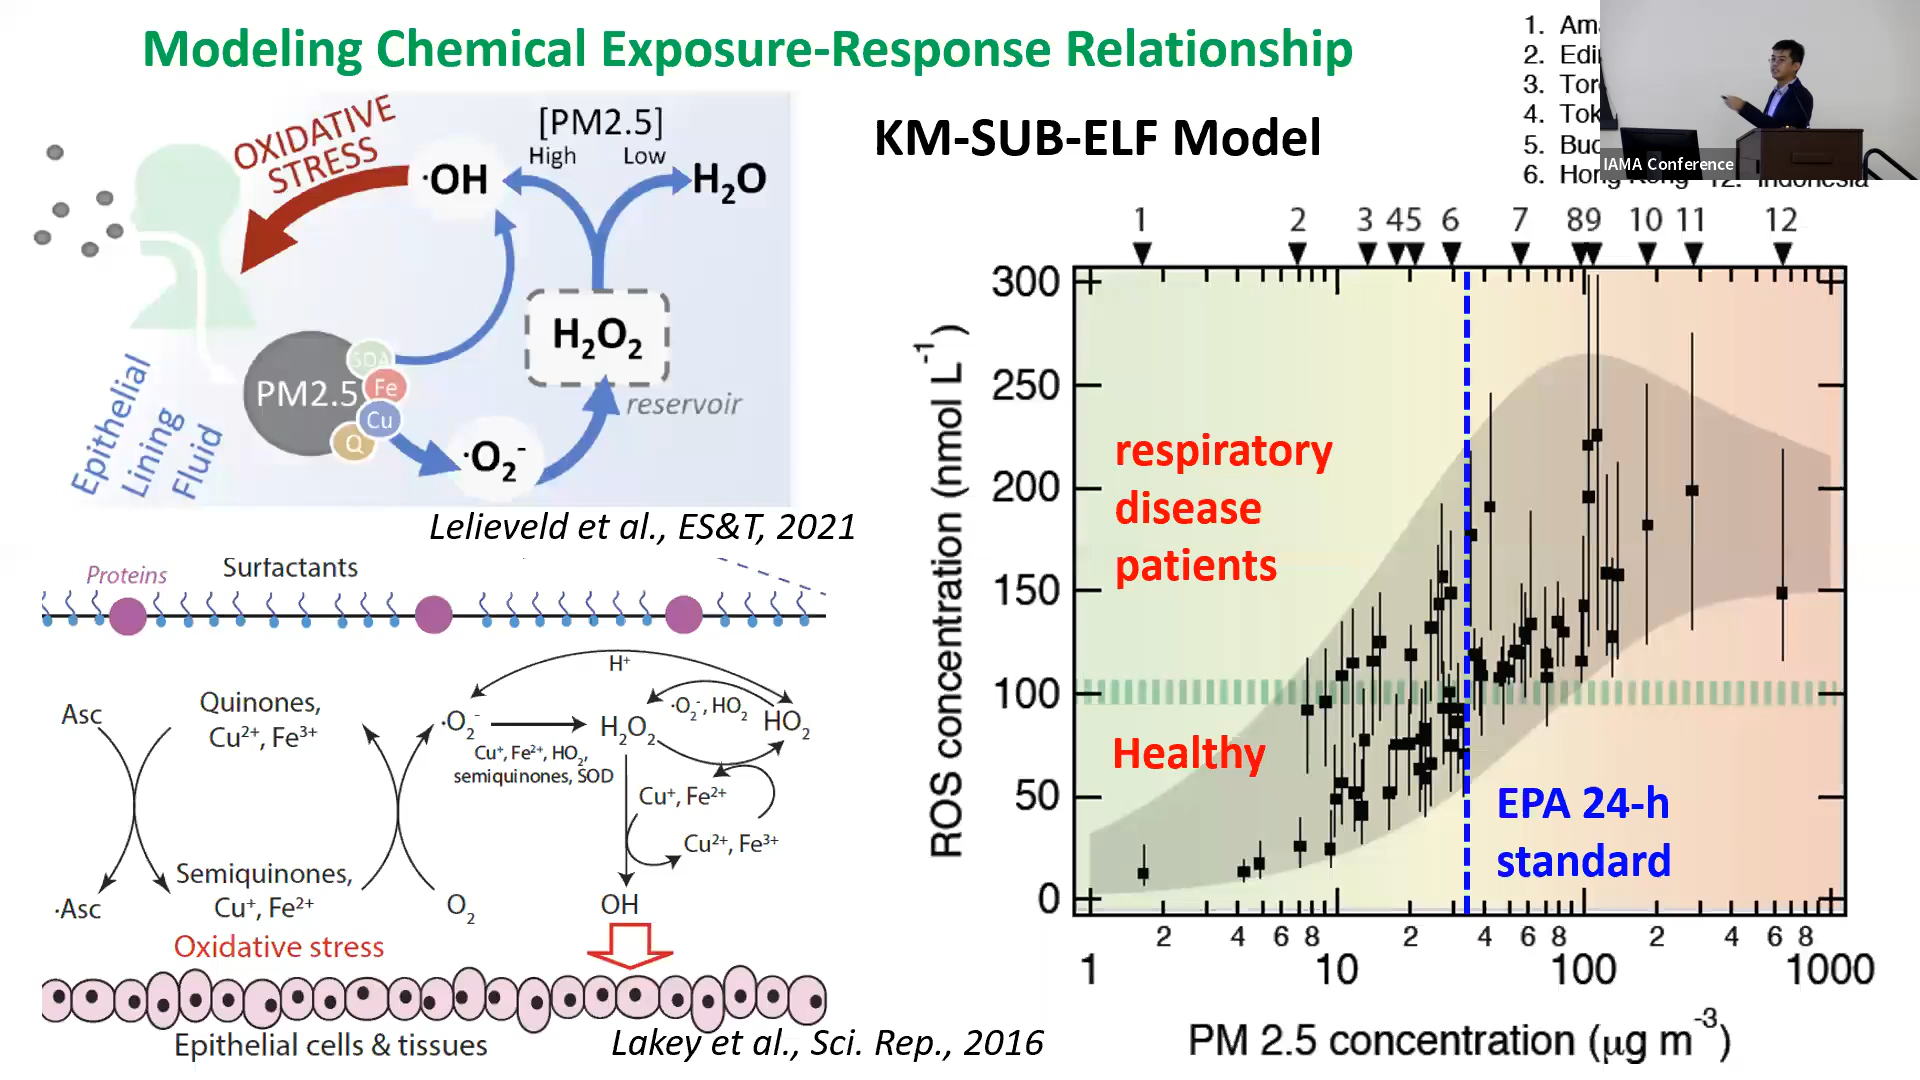 Modeling Chemical Exposure-Response Relationship
OXIDATIVE
STRESS
[PM2.5]
High
Low
·OH
H₂O
H₂O₂
reservoir
PM2.5
SOA
Fe
Cu
Q
·O₂⁻
Epithelial
Lining
Fluid
Lelieveld et al., ES&T, 2021
KM-SUB-ELF Model
1.
2.
3.
4.
5.
6.
12. Indonesia
IAMA Conference
1 2 3 4 5 6 7 8 9 10 11 12
ROS concentration (nmol L⁻¹)
300
250
200
150
100
50
0
respiratory
disease
patients
Healthy
EPA 24-h
standard
2 4 6 8 2 4 6 8 2 4 6 8
1 10 100 1000
PM 2.5 concentration (µg m⁻³)
Proteins
Surfactants
H⁺
Asc
Quinones,
Cu²⁺, Fe³⁺
·O₂⁻
Cu⁺, Fe²⁺, HO₂,
semiquinones, SOD
H₂O₂
·O₂⁻, HO₂
HO₂
Cu⁺, Fe²⁺
Cu²⁺, Fe³⁺
Semiquinones,
Cu⁺, Fe²⁺
·Asc
O₂
OH
Oxidative stress
Epithelial cells & tissues
Lakey et al., Sci. Rep., 2016